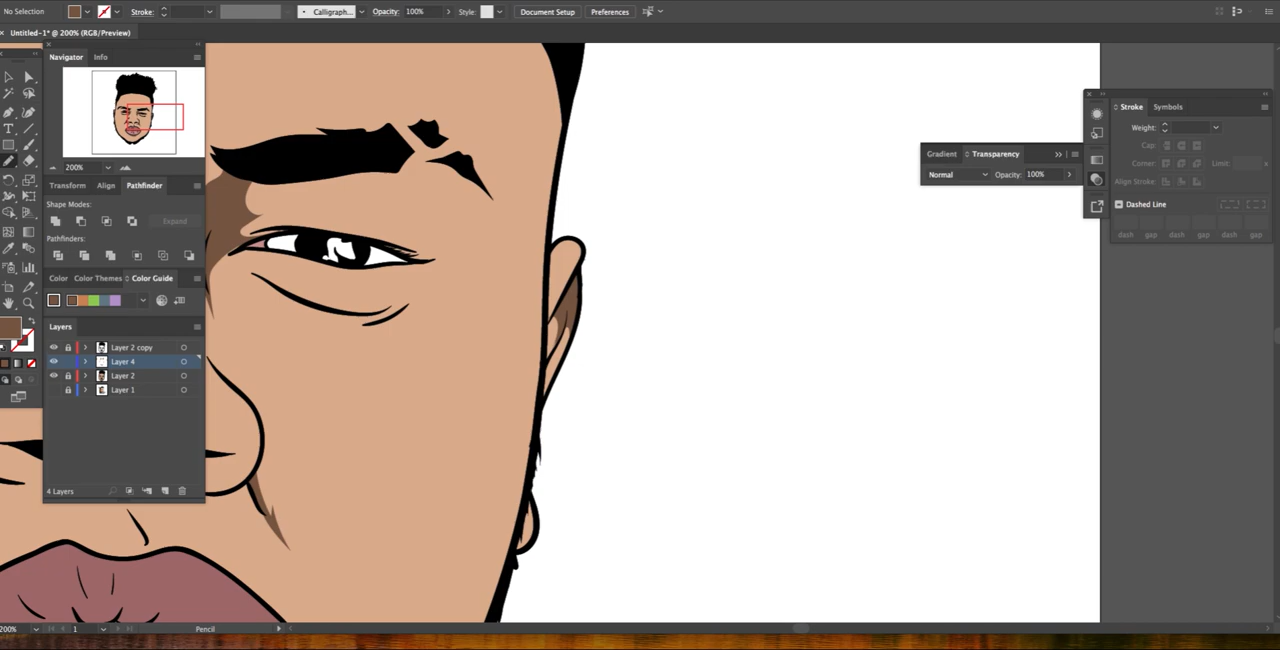 No Selection Stroke: Calligraph... Opacity: 100% Style: Document Setup Preferences
Untitled-1* @ 200% (RGB/Preview)
Navigator Info
200%
Transform Align Pathfinder
Shape Modes:
Expand
Pathfinders:
Color Color Themes Color Guide
Layers
Layer 2 copy
Layer 4
Layer 2
Layer 1
4 Layers
Gradient Transparency
Normal Opacity: 100%
Stroke Symbols
Weight:
Cap:
Corner: Limit: x
Align Stroke:
Dashed Line
dash gap dash gap dash gap
200% 1 Pencil